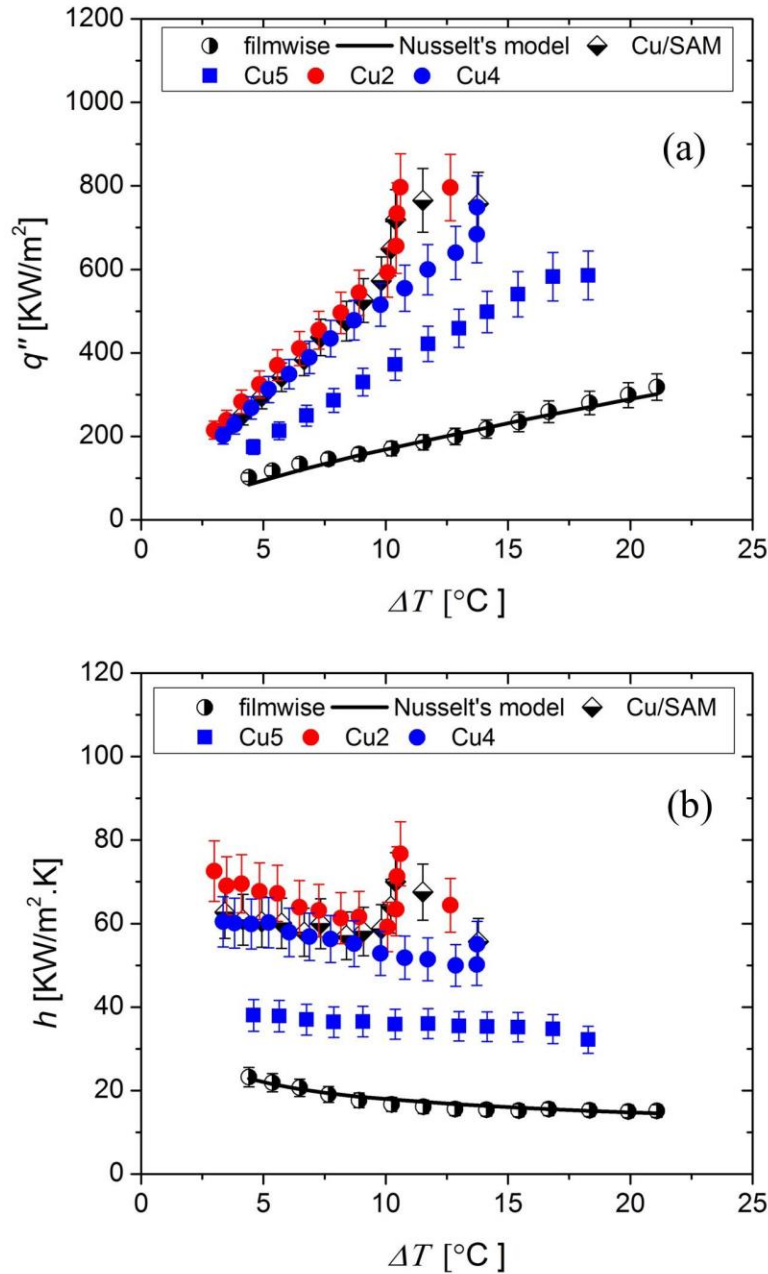 1200
1000
800
600
400
200
0
q" [KW/m²]
filmwise Nusselt's model Cu/SAM
Cu5 Cu2 Cu4
(a)
0 5 10 15 20 25
ΔT [°C ]
120
100
80
60
40
20
0
h [KW/m².K]
filmwise Nusselt's model Cu/SAM
Cu5 Cu2 Cu4
(b)
0 5 10 15 20 25
ΔT [°C ]